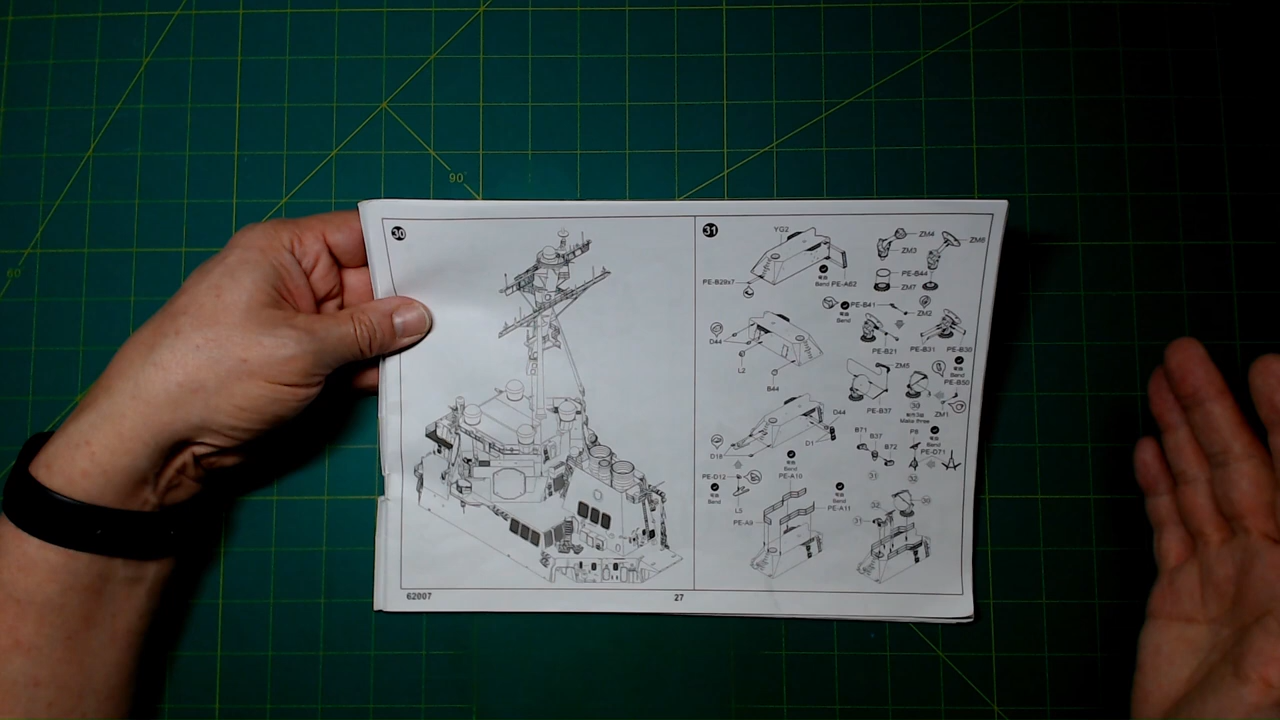 90°
60
30
31
YG2
PE-B29x7
Bend PE-A62
ZM4
ZM3
PE-B44
ZM7
ZM6
PE-B41
Bend
ZM2
PE-B21
PE-B31
PE-B30
D44
L2
B44
ZM5
PE-B37
Bend
PE-B50
ZM1
Make Three
D44
D1
D18
Bend
PE-A10
B71
B37
B72
P8
Bend
PE-D71
31
32
PE-D12
Bend
L5
PE-A9
Bend
PE-A11
32
31
30
62007
27